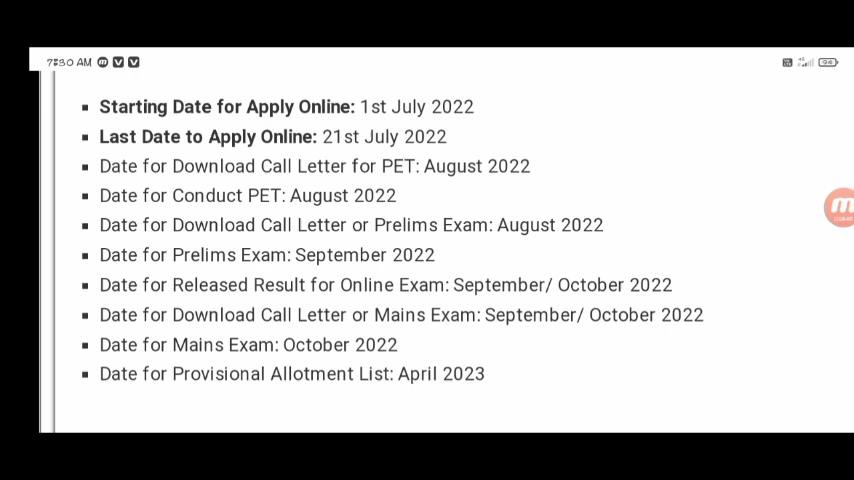 7:30 AM
94
Starting Date for Apply Online: 1st July 2022
Last Date to Apply Online: 21st July 2022
Date for Download Call Letter for PET: August 2022
Date for Conduct PET: August 2022
Date for Download Call Letter or Prelims Exam: August 2022
Date for Prelims Exam: September 2022
Date for Released Result for Online Exam: September/ October 2022
Date for Download Call Letter or Mains Exam: September/ October 2022
Date for Mains Exam: October 2022
Date for Provisional Allotment List: April 2023